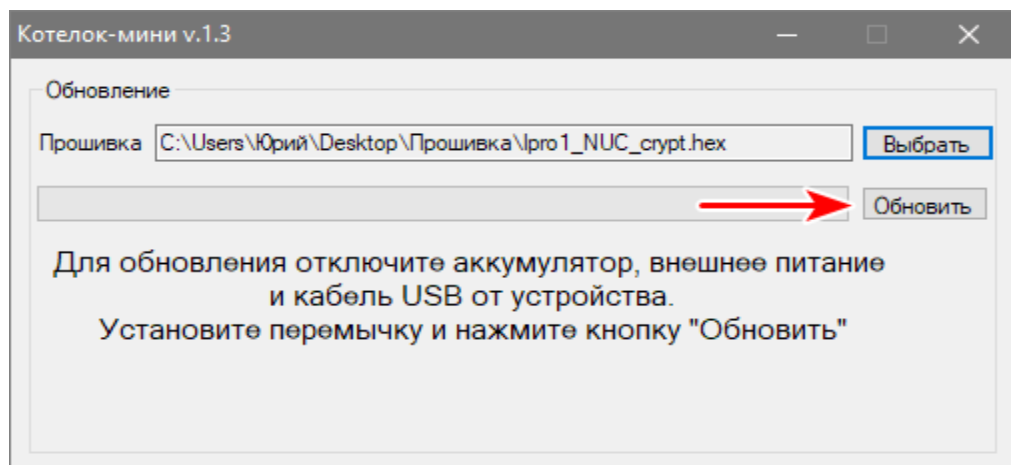 Котелок-мини v.1.3
Обновление
Прошивка C:\Users\Юрий\Desktop\Прошивка\lpro1_NUC_crypt.hex Выбрать
Обновить
Для обновления отключите аккумулятор, внешнее питание
и кабель USB от устройства.
Установите перемычку и нажмите кнопку "Обновить"